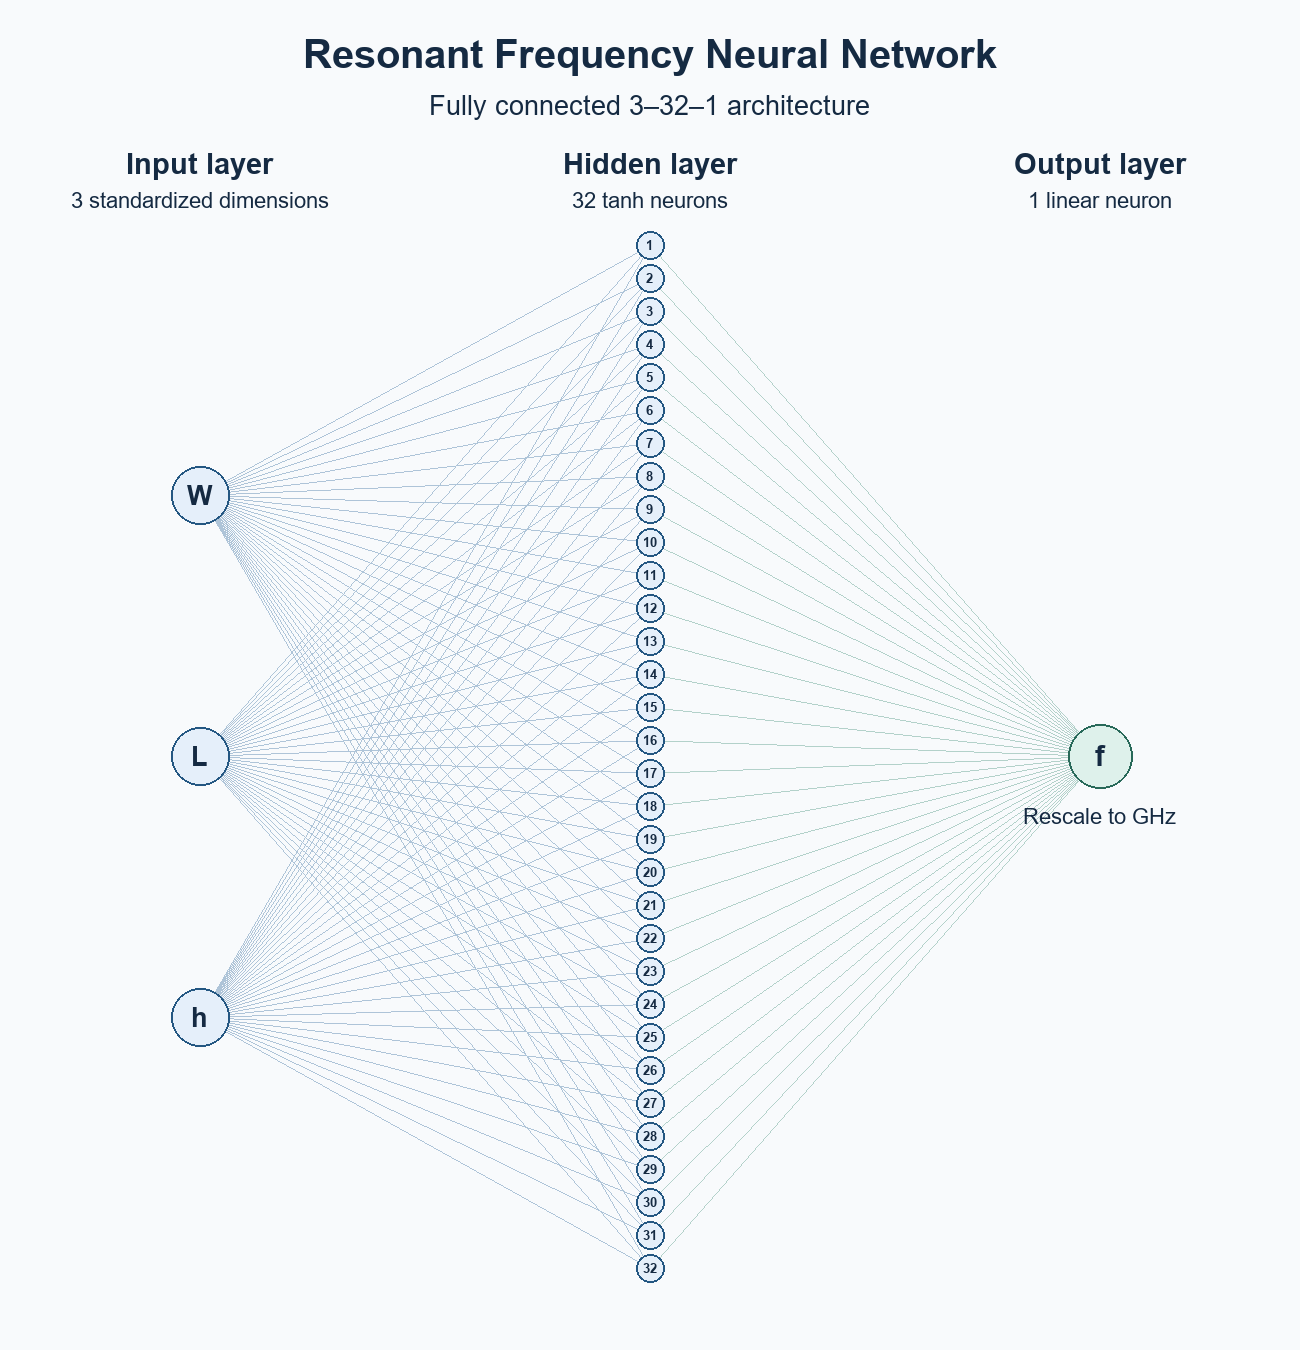 Resonant Frequency Neural Network
Fully connected 3–32–1 architecture
Input layer
3 standardized dimensions
Hidden layer
32 tanh neurons
Output layer
1 linear neuron
W
L
h
1
2
3
4
5
6
7
8
9
10
11
12
13
14
15
16
17
18
19
20
21
22
23
24
25
26
27
28
29
30
31
32
f
Rescale to GHz